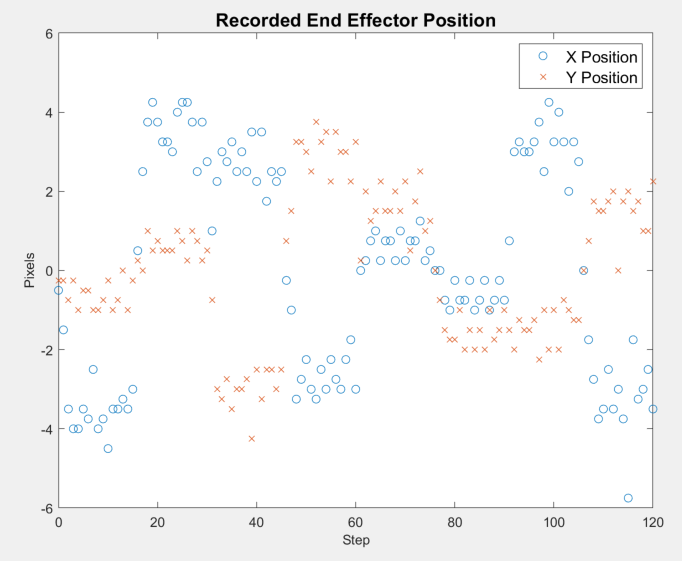 Recorded End Effector Position
X Position
Y Position
6
4
2
0
-2
-4
-6
Pixels
0 20 40 60 80 100 120
Step